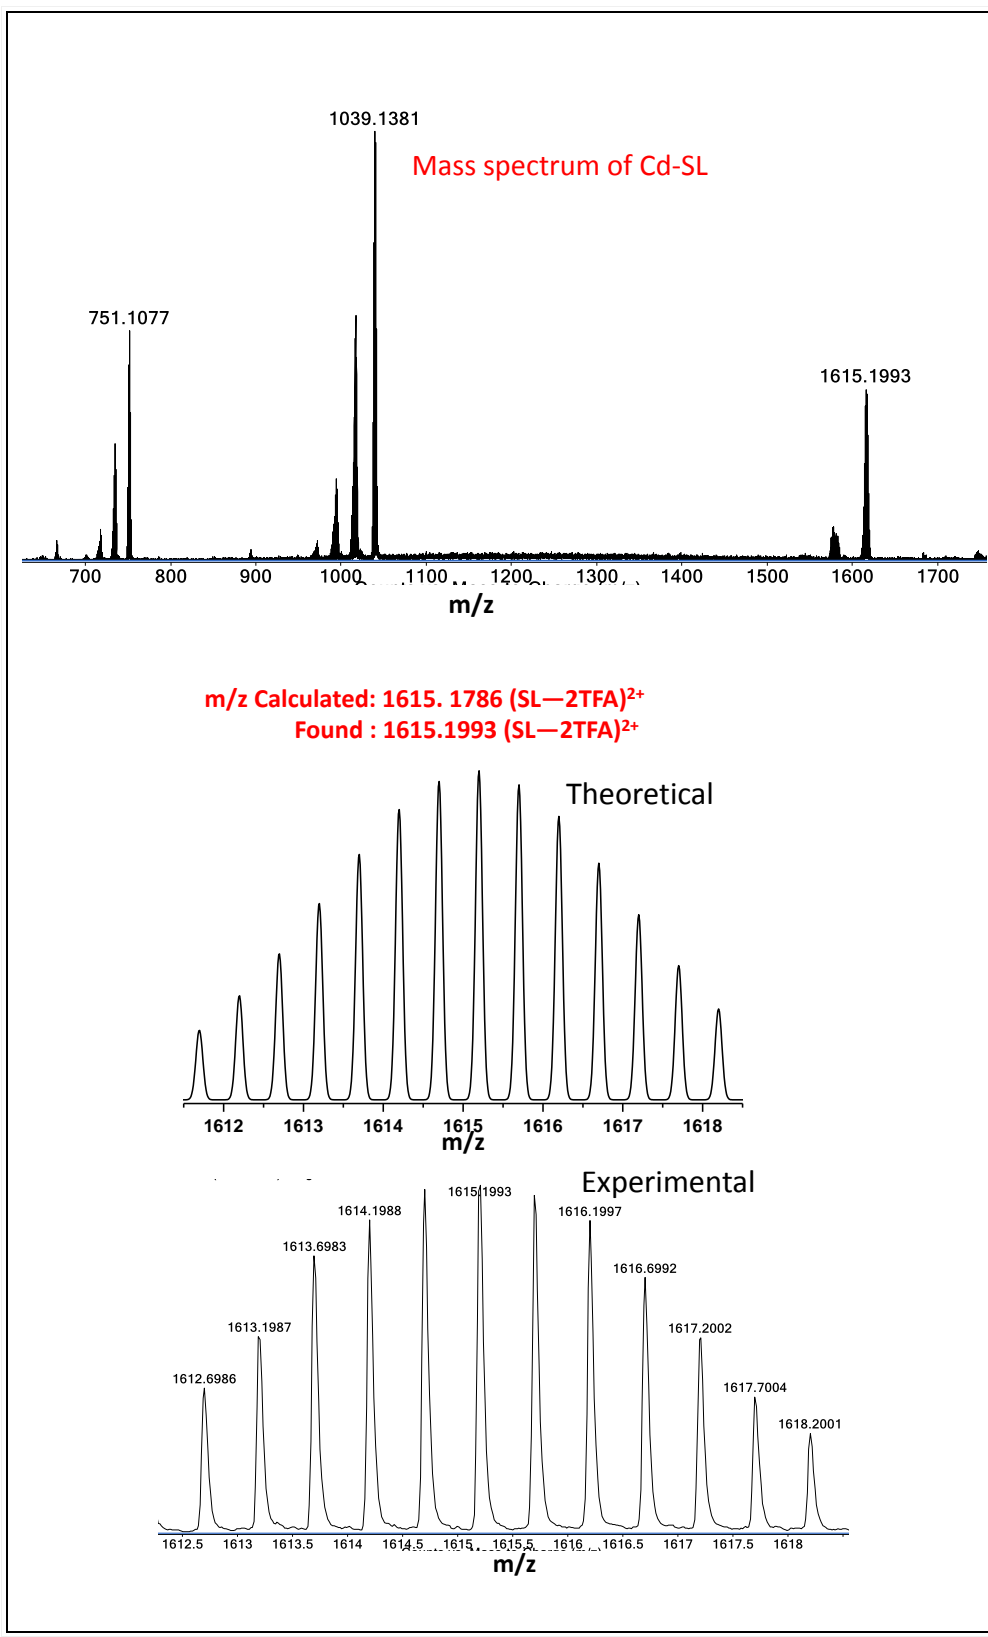 1039.1381
Mass spectrum of Cd-SL
751.1077
1615.1993
700 800 900 1000 1100 1200 1300 1400 1500 1600 1700
m/z
m/z Calculated: 1615. 1786 (SL—2TFA)²⁺
Found : 1615.1993 (SL—2TFA)²⁺
Theoretical
1612 1613 1614 1615 1616 1617 1618
m/z
Experimental
1615.1993
1614.1988
1616.1997
1613.6983
1616.6992
1613.1987
1617.2002
1612.6986
1617.7004
1618.2001
1612.5 1613 1613.5 1614 1614.5 1615 1615.5 1616 1616.5 1617 1617.5 1618
m/z